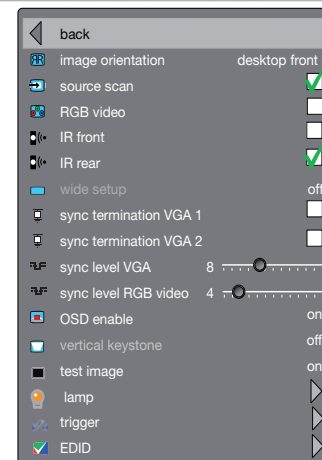 back
image orientation desktop front
source scan
RGB video
IR front
IR rear
wide setup off
sync termination VGA 1
sync termination VGA 2
sync level VGA 8
sync level RGB video 4
OSD enable on
vertical keystone off
test image on
lamp
trigger
EDID